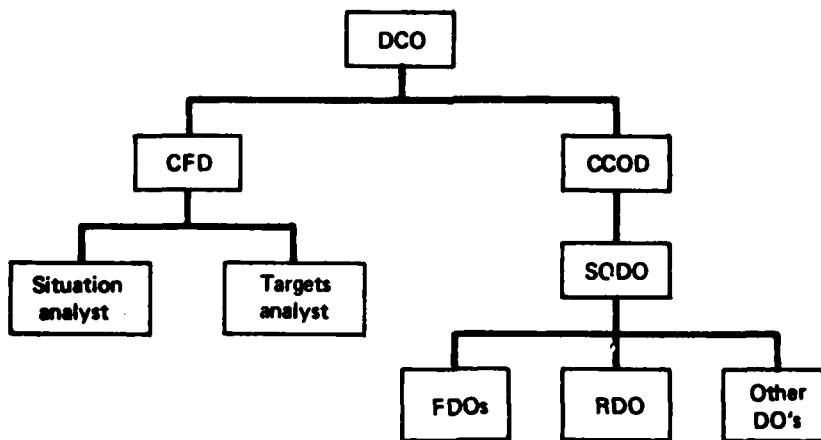 DCO
CFD
CCOD
SODO
Situation
analyst
Targets
analyst
FDOs
RDO
Other
DO's